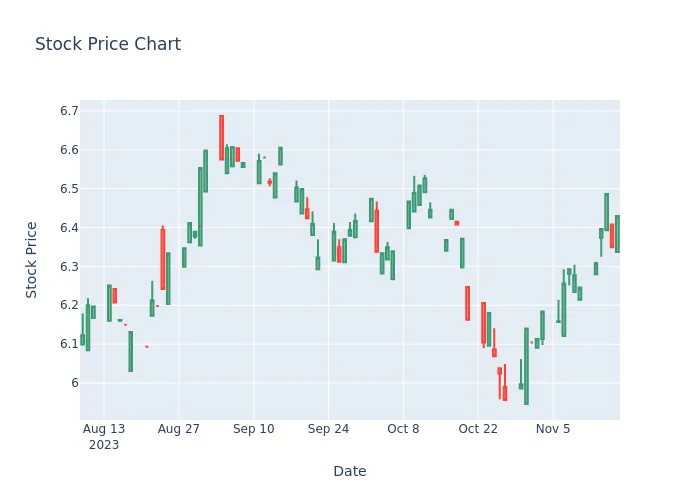 Stock Price Chart
6.7
6.6
6.5
6.4
6.3
6.2
6.1
6
Stock Price
Aug 13
2023
Aug 27
Sep 10
Sep 24
Oct 8
Oct 22
Nov 5
Date